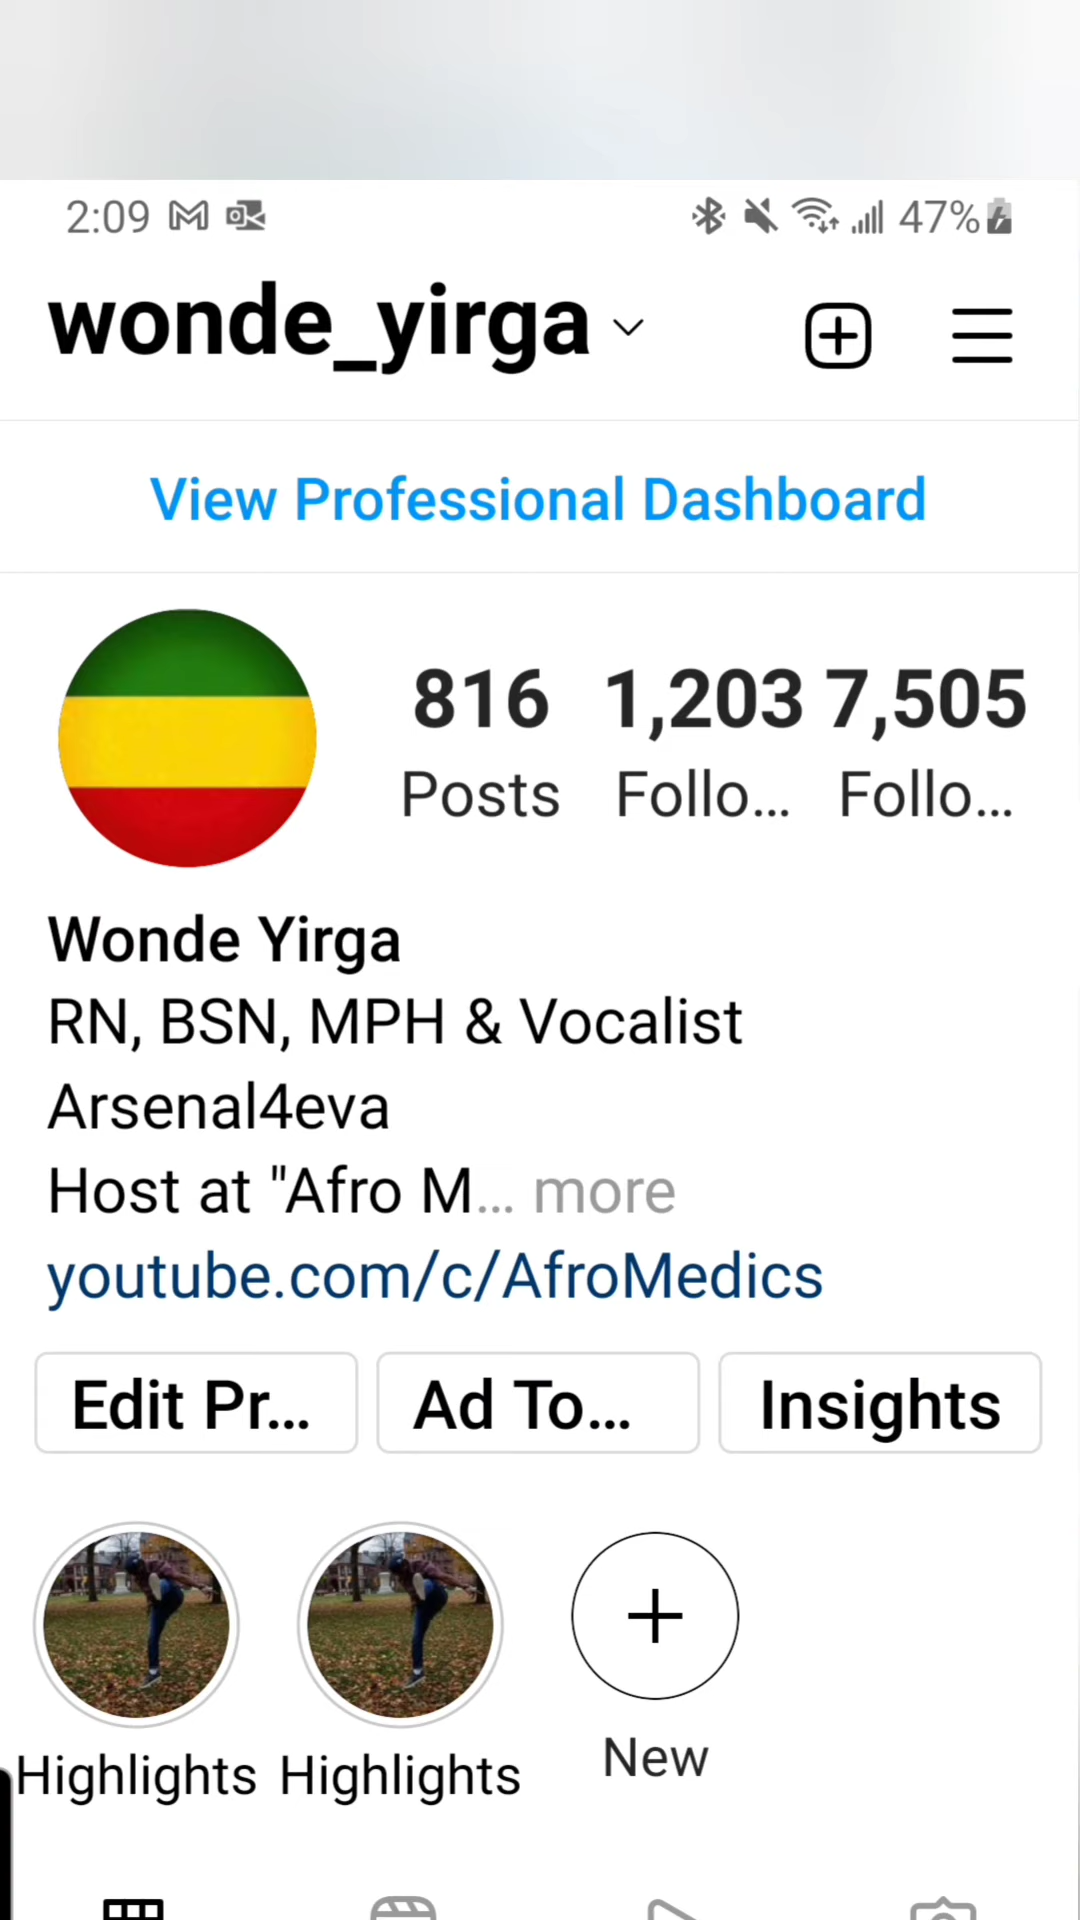 2:09 47%
wonde_yirga
View Professional Dashboard
816 1,203 7,505
Posts Follo... Follo...
Wonde Yirga
RN, BSN, MPH & Vocalist
Arsenal4eva
Host at "Afro M... more
youtube.com/c/AfroMedics
Edit Pr... Ad To... Insights
Highlights Highlights New